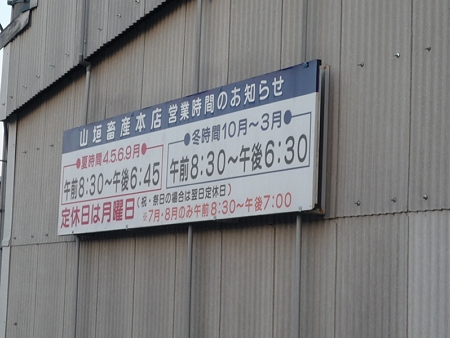 山垣畜産本店営業時間のお知らせ
●夏時間4.5.6.9月●
午前8:30～午後6:45
●冬時間10月～3月●
午前8:30～午後6:30
定休日は月曜日(祝・祭日の場合は翌日定休日)
※7月・8月のみ午前8:30～午後7:00